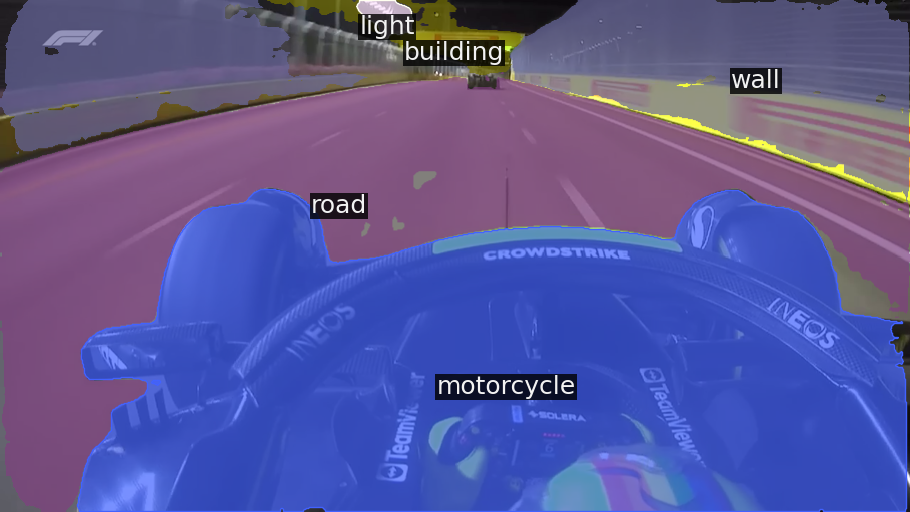 F1
light
building
wall
road
CROWDSTRIKE
INEOS
INEOS
motorcycle
SOLERA
TeamViewer
TeamViewer